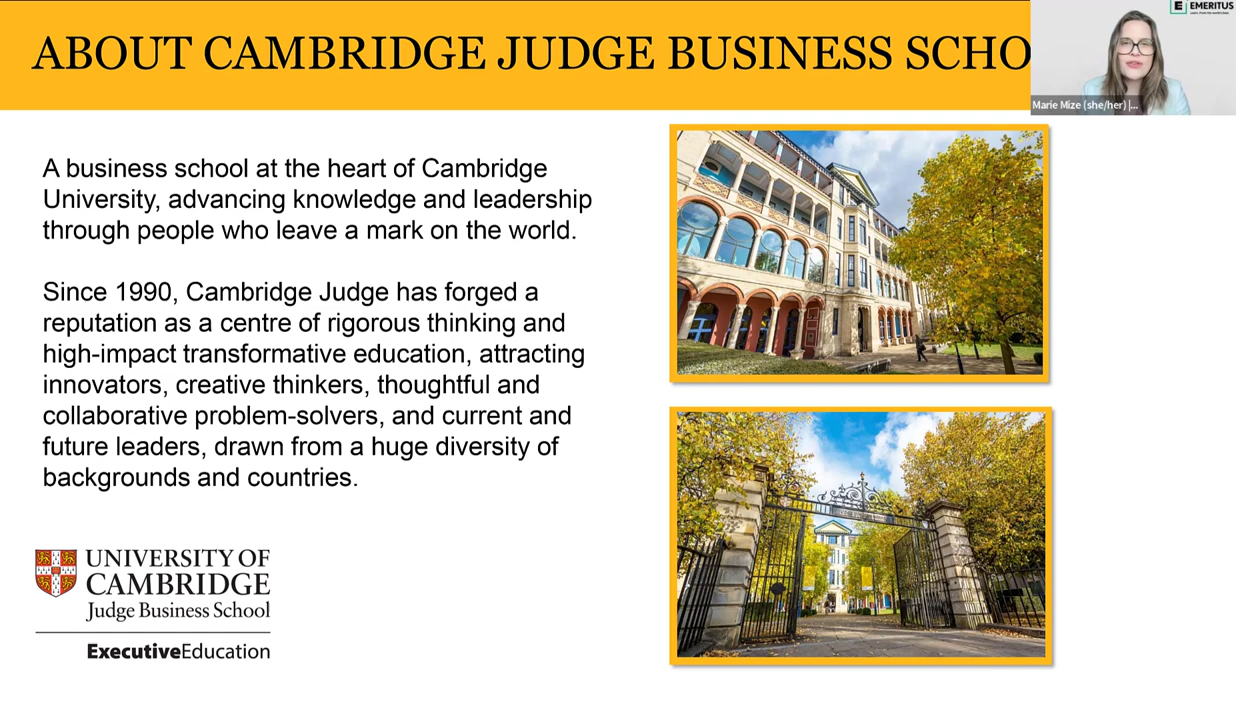 ABOUT CAMBRIDGE JUDGE BUSINESS SCHO
EMERITUS
Marie Mize (she/her) |...
A business school at the heart of Cambridge
University, advancing knowledge and leadership
through people who leave a mark on the world.
Since 1990, Cambridge Judge has forged a
reputation as a centre of rigorous thinking and
high-impact transformative education, attracting
innovators, creative thinkers, thoughtful and
collaborative problem-solvers, and current and
future leaders, drawn from a huge diversity of
backgrounds and countries.
UNIVERSITY OF
CAMBRIDGE
Judge Business School
ExecutiveEducation